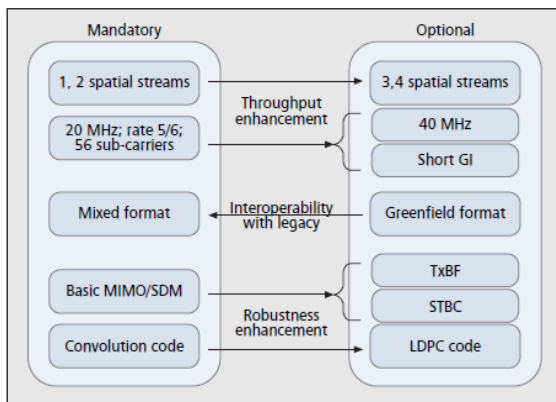 Mandatory
Optional
1, 2 spatial streams
3,4 spatial streams
Throughput
enhancement
20 MHz; rate 5/6;
56 sub-carriers
40 MHz
Short GI
Mixed format
Interoperability
with legacy
Greenfield format
Basic MIMO/SDM
TxBF
STBC
Robustness
enhancement
Convolution code
LDPC code